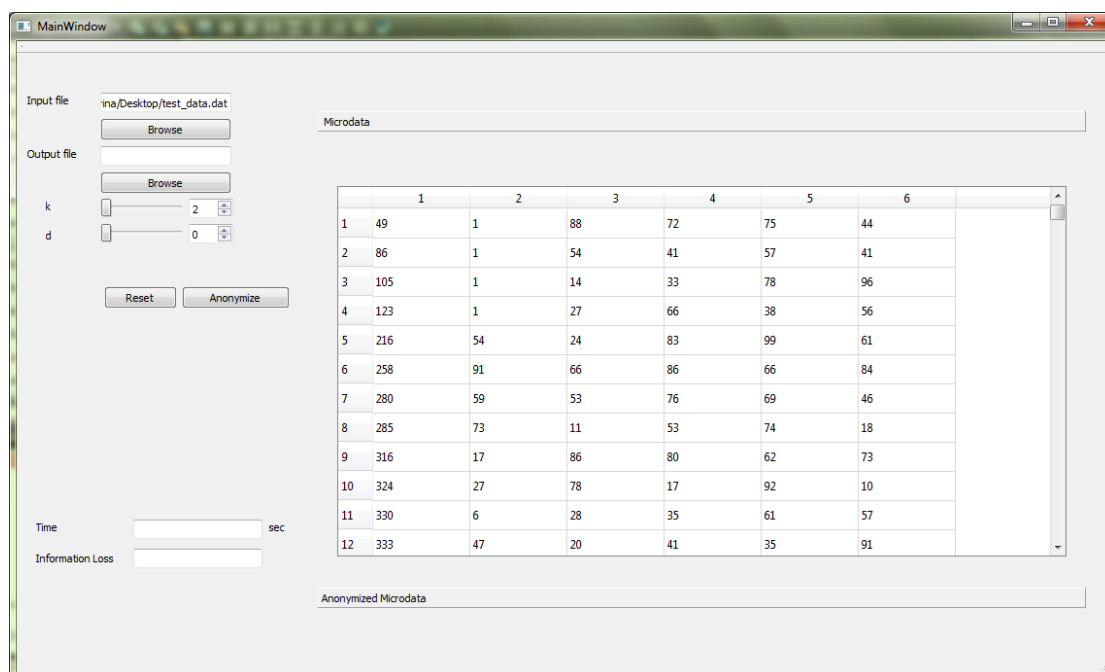 MainWindow
Input file
rina/Desktop/test_data.dat
Browse
Output file
Browse
k 2
d 0
Reset Anonymize
Time sec
Information Loss
Microdata
1 2 3 4 5 6
1 49 1 88 72 75 44
2 86 1 54 41 57 41
3 105 1 14 33 78 96
4 123 1 27 66 38 56
5 216 54 24 83 99 61
6 258 91 66 86 66 84
7 280 59 53 76 69 46
8 285 73 11 53 74 18
9 316 17 86 80 62 73
10 324 27 78 17 92 10
11 330 6 28 35 61 57
12 333 47 20 41 35 91
Anonymized Microdata